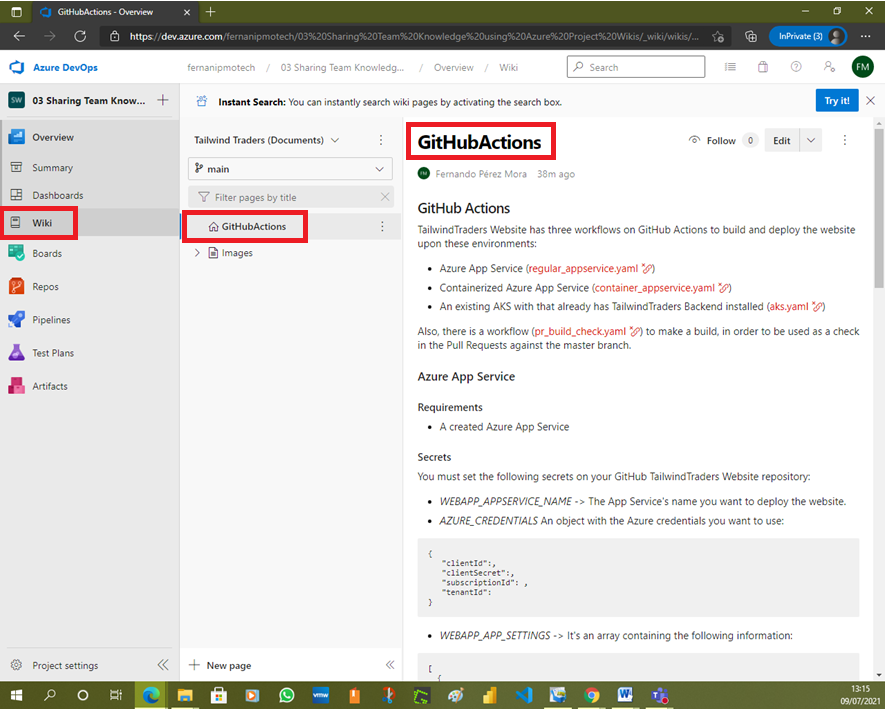 GitHubActions - Overview
https://dev.azure.com/fernanipmotech/03%20Sharing%20Team%20Knowledge%20using%20Azure%20Project%20Wikis/_wiki/wikis/...
InPrivate (3)
Azure DevOps
fernanipmotech / 03 Sharing Team Knowledg... / Overview / Wiki
Search
FM
SW
03 Sharing Team Know...
Instant Search: You can instantly search wiki pages by activating the search box.
Try it!
Overview
Summary
Dashboards
Wiki
Boards
Repos
Pipelines
Test Plans
Artifacts
Project settings
Tailwind Traders (Documents)
main
Filter pages by title
GitHubActions
Images
New page
GitHubActions
Follow 0
Edit
FM
Fernando Pérez Mora 38m ago
GitHub Actions
TailwindTraders Website has three workflows on GitHub Actions to build and deploy the website
upon these environments:
• Azure App Service (regular_appservice.yaml)
• Containerized Azure App Service (container_appservice.yaml)
• An existing AKS with that already has TailwindTraders Backend installed (aks.yaml)
Also, there is a workflow (pr_build_check.yaml) to make a build, in order to be used as a check
in the Pull Requests against the master branch.
Azure App Service
Requirements
• A created Azure App Service
Secrets
You must set the following secrets on your GitHub TailwindTraders Website repository:
• WEBAPP_APPSERVICE_NAME -> The App Service's name you want to deploy the website.
• AZURE_CREDENTIALS An object with the Azure credentials you want to use:
{
"clientId":,
"clientSecret":,
"subscriptionId": ,
"tenantId":
}
• WEBAPP_APP_SETTINGS -> It's an array containing the following information:
[
{
vmw
13:15
09/07/2021